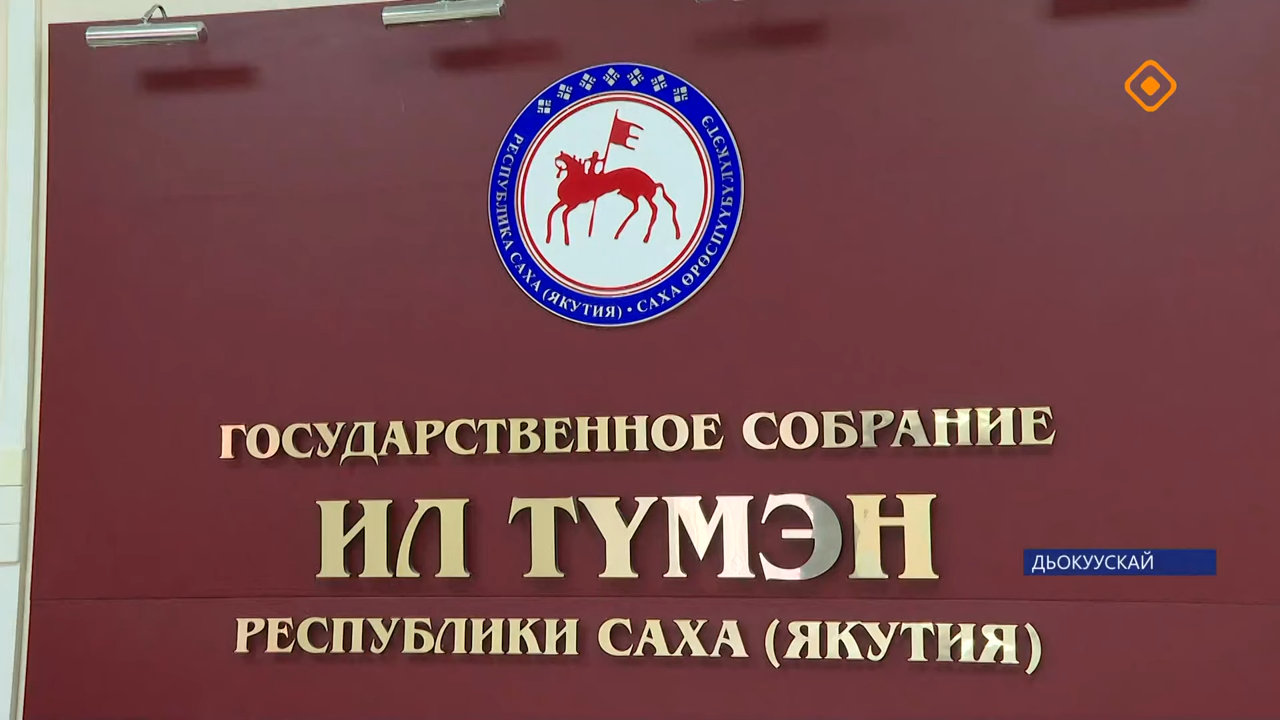 РЕСПУБЛИКА САХА (ЯКУТИЯ) • САХА ӨРӨСПҮҮБҮЛҮКЭТЭ
ГОСУДАРСТВЕННОЕ СОБРАНИЕ
ИЛ ТҮМЭН
ДЬОКУУСКАЙ
РЕСПУБЛИКИ САХА (ЯКУТИЯ)